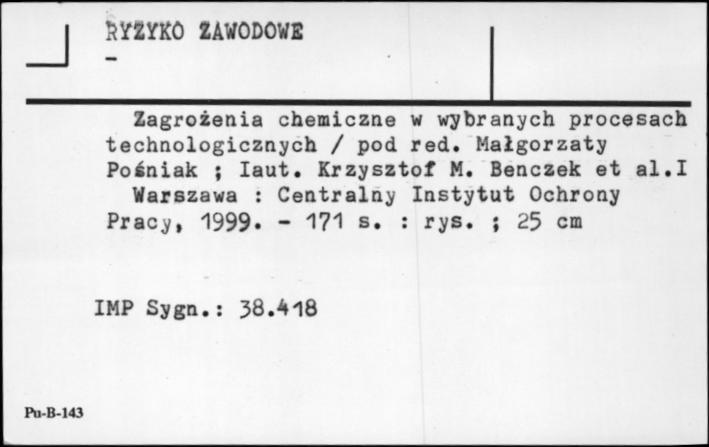 RYZYKO ZAWODOWE
-
Zagrożenia chemiczne w wybranych procesach
technologicznych / pod red. Małgorzaty
Pośniak ; Iaut. Krzysztof M. Benczek et al.I
Warszawa : Centralny Instytut Ochrony
Pracy, 1999. - 171 s. : rys. ; 25 cm
IMP Sygn.: 38.418
Pu-B-143